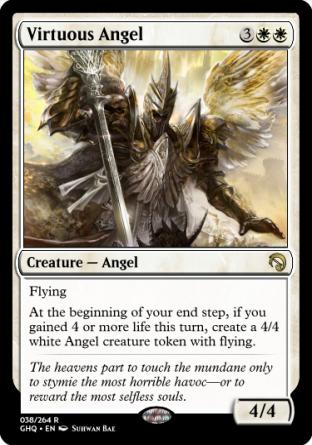 Virtuous Angel 3
Creature — Angel
Flying
At the beginning of your end step, if you
gained 4 or more life this turn, create a 4/4
white Angel creature token with flying.
The heavens part to touch the mundane only
to stymie the most horrible havoc—or to
reward the most selfless souls.
038/264 R
GHQ • EN Suhwan Bae
4/4